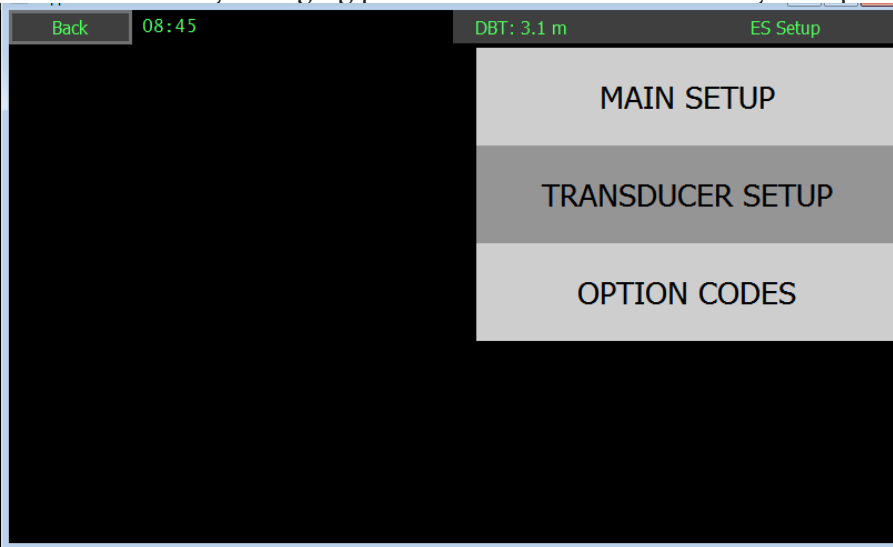 Back 08:45 DBT: 3.1 m ES Setup
MAIN SETUP
TRANSDUCER SETUP
OPTION CODES